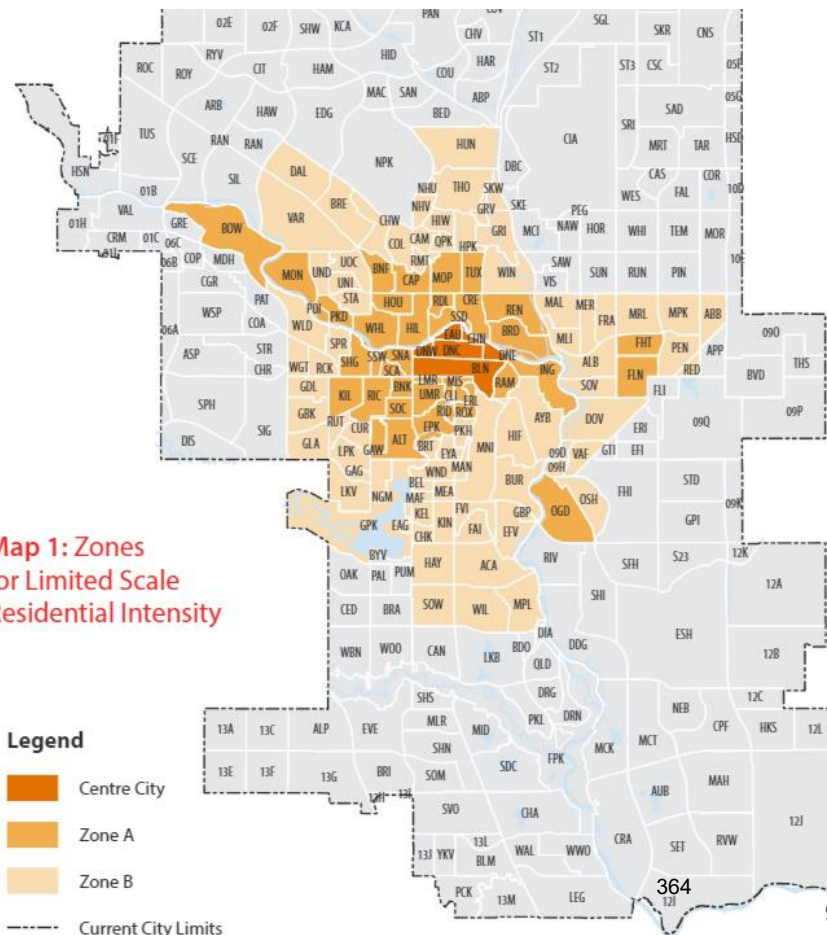 PAN
02E 02F SHW KCA CHV ST1 SGL SKR CNS
ROC ROY RYV CIT HAM HID COU HAR ST2 ST3 CSC
MAC SAN ABP
ARB HAW EDG BED SAD
TUS RAN RAN HUN CIA SRI MRT TAR
SCE SIL DAL NPK DBC CAS COR
HSN 01B BRE NHU THO SKW WES FAL
VAL VAR NHV GRV SKE PEG
01H CRM 01C GRE BOW CHW HIW GRI MCI NAW HOR WHI TEM MOR
06C COL CAM QPK HPK
06B COP MDH UOC RMT SAW
CGR MON UND UNI BNF CAP MOP TUX WIN VIS SUN RUN PIN
PAT STA HOU RDL CRE MAL MER
06A WSP COA POI PKD WHL HIL SSD REN FRA MRL MPK ABB
WLD EAU CHN BRD MLI 09O
ASP STR SPR SHG SSW SNA DNW DNC DNE FHT PEN APP
CHR WGT RCK SCA BLN ING ALB RED BVD THS
SPH GDL KIL RIC BNK LMR MIS RAM SOV FLN FLI
GBK SOC UMR CLI ERL 09P
DIS SIG RUT CUR RID ROX AYB DOV ERI 09Q
GLA LPK GAW ALT EPK PKH HIF
BRT EYA MNI 09D VAF GTI EFI
GAG WND MAN 09H
LKV NGM BEL MAF MEA BUR OSH FHI STD
KEL FVI GBP OGD 09K
GPK EAG KIN FAI EFV GPI
CHK
BYV HAY ACA RIV SFH S23 12K
OAK PAL PUM 12A
CED BRA SOW WIL MPL SHI
WBN WOO CAN LKB BDO DIA DDG ESH 12B
QLD
SHS DRG NEB 12C
13A 13C ALP EVE MLR MID PKL DRN MCK MCT CPF HKS 12L
SHN
13E 13F 13G BRI SOM SDC FPK AUB MAH
13H
SVO CHA 12J
13J YKV 13L BLM WAL WWO CRA SET RVW
PCK 13M LEG 12I
364
Map 1: Zones
or Limited Scale
Residential Intensity
Legend
Centre City
Zone A
Zone B
Current City Limits